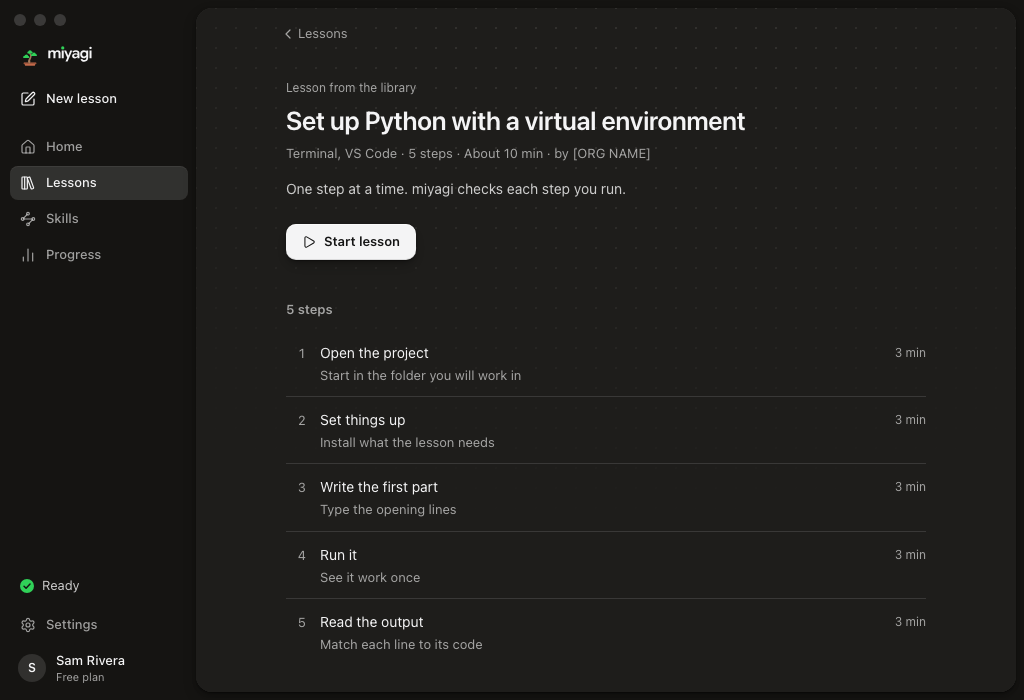 miyagi
New lesson
Home
Lessons
Skills
Progress
Ready
Settings
S
Sam Rivera
Free plan
Lessons
Lesson from the library
Set up Python with a virtual environment
Terminal, VS Code · 5 steps · About 10 min · by [ORG NAME]
One step at a time. miyagi checks each step you run.
Start lesson
5 steps
1 Open the project 3 min
Start in the folder you will work in
2 Set things up 3 min
Install what the lesson needs
3 Write the first part 3 min
Type the opening lines
4 Run it 3 min
See it work once
5 Read the output 3 min
Match each line to its code